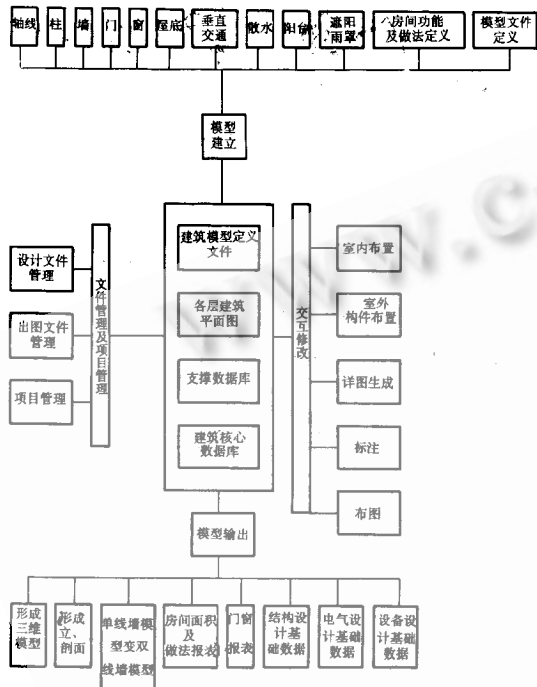 轴线 柱 墙 门 窗 屋底 垂直交通 散水 阳台 遮阳雨罩 房间功能及做法定义 模型文件定义
模型
建立
建筑模型定义
文件
各层建筑
平面图
支撑数据库
建筑核心
数据库
设计文件
管理
出图文件
管理
项目管理
文件管理及项目管理
交互修改
室内布置
室外
构件布置
详图生成
标注
布图
模型输出
形成
三维
模型
形成
立、剖面
单线墙模
型变双
线墙模型
房间面积
及
做法报表
门窗
报表
结构设
计基
础数据
电气设
计基础
数据
设备设
计基础
数据
www.c